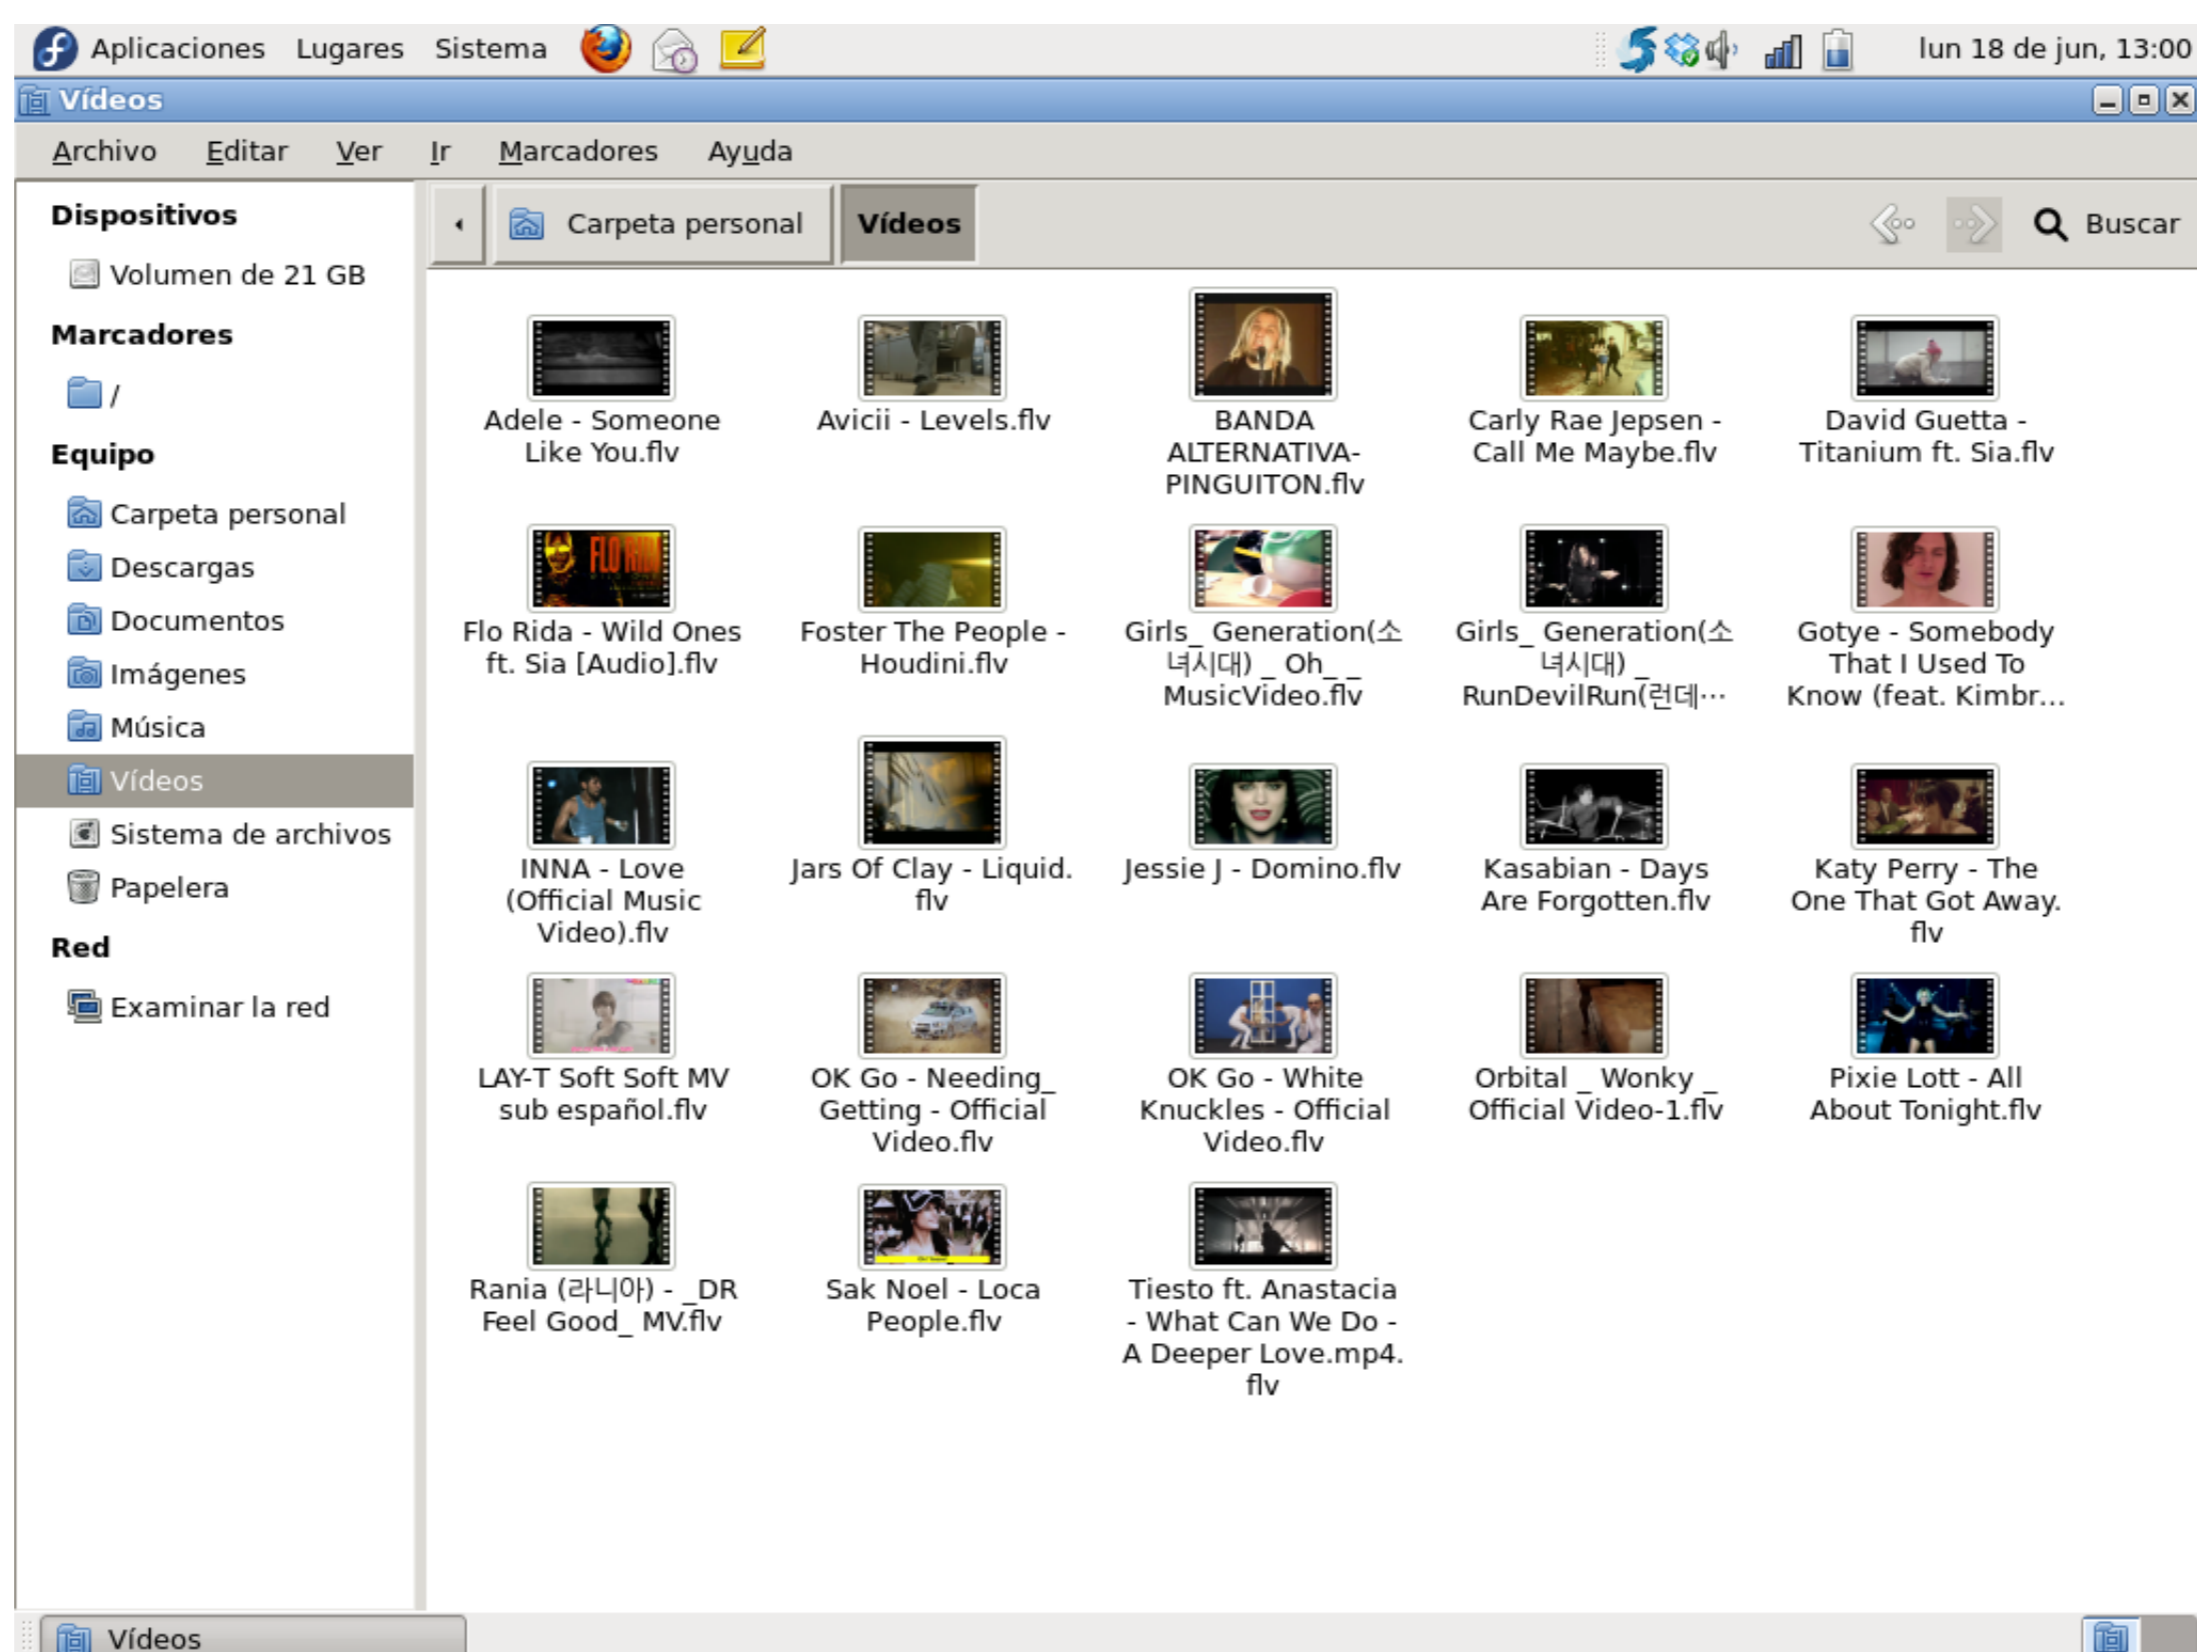 Aplicaciones Lugares Sistema lun 18 de jun, 13:00
Vídeos
Archivo Editar Ver Ir Marcadores Ayuda
Dispositivos
Volumen de 21 GB
Marcadores
/
Equipo
Carpeta personal
Descargas
Documentos
Imágenes
Música
Vídeos
Sistema de archivos
Papelera
Red
Examinar la red
Carpeta personal Vídeos Buscar
Adele - Someone
Like You.flv
Avicii - Levels.flv
BANDA
ALTERNATIVA-
PINGUITON.flv
Carly Rae Jepsen -
Call Me Maybe.flv
David Guetta -
Titanium ft. Sia.flv
FLO RIDA
Flo Rida - Wild Ones
ft. Sia [Audio].flv
Foster The People -
Houdini.flv
Girls_ Generation(소
녀시대) _ Oh_ _
MusicVideo.flv
Girls_ Generation(소
녀시대) _
RunDevilRun(런데…
Gotye - Somebody
That I Used To
Know (feat. Kimbr...
INNA - Love
(Official Music
Video).flv
Jars Of Clay - Liquid.
flv
Jessie J - Domino.flv
Kasabian - Days
Are Forgotten.flv
Katy Perry - The
One That Got Away.
flv
LAY-T Soft Soft MV
sub español.flv
OK Go - Needing_
Getting - Official
Video.flv
OK Go - White
Knuckles - Official
Video.flv
Orbital _ Wonky _
Official Video-1.flv
Pixie Lott - All
About Tonight.flv
Rania (라니아) - _DR
Feel Good_ MV.flv
Sak Noel - Loca
People.flv
Tiesto ft. Anastacia
- What Can We Do -
A Deeper Love.mp4.
flv
Vídeos